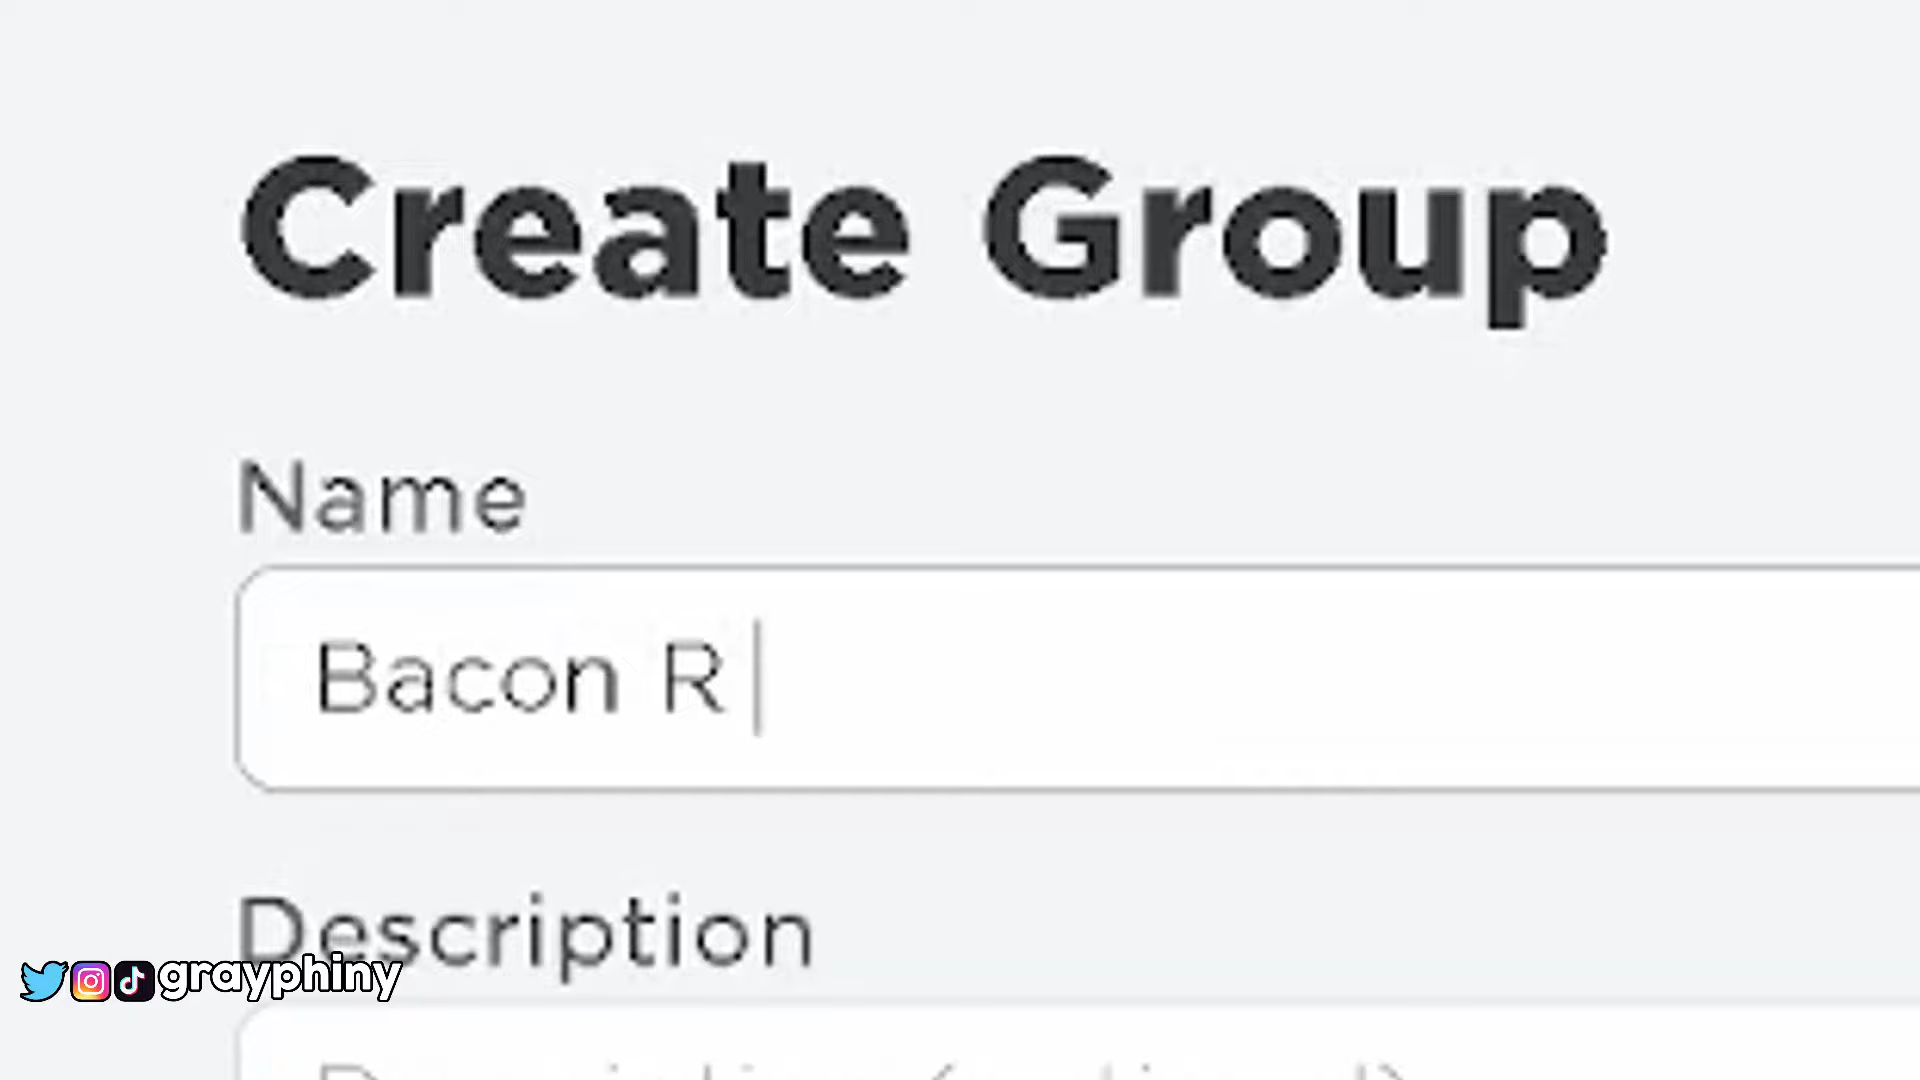 Create Group
Name
Bacon R
Description
grayphiny